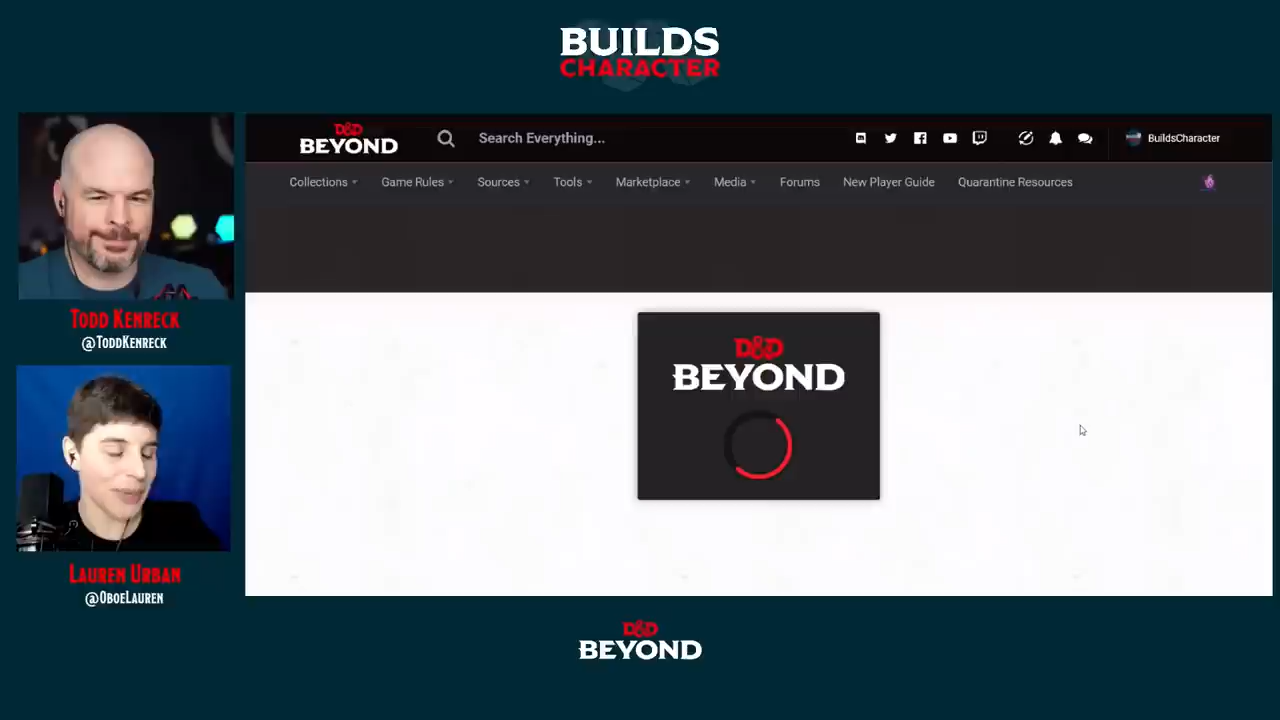 BUILDS
CHARACTER
D&D
BEYOND
Search Everything...
BuildsCharacter
Collections
Game Rules
Sources
Tools
Marketplace
Media
Forums
New Player Guide
Quarantine Resources
D&D
BEYOND
Todd Kenreck
@ToddKenreck
Lauren Urban
@OboeLauren
D&D
BEYOND